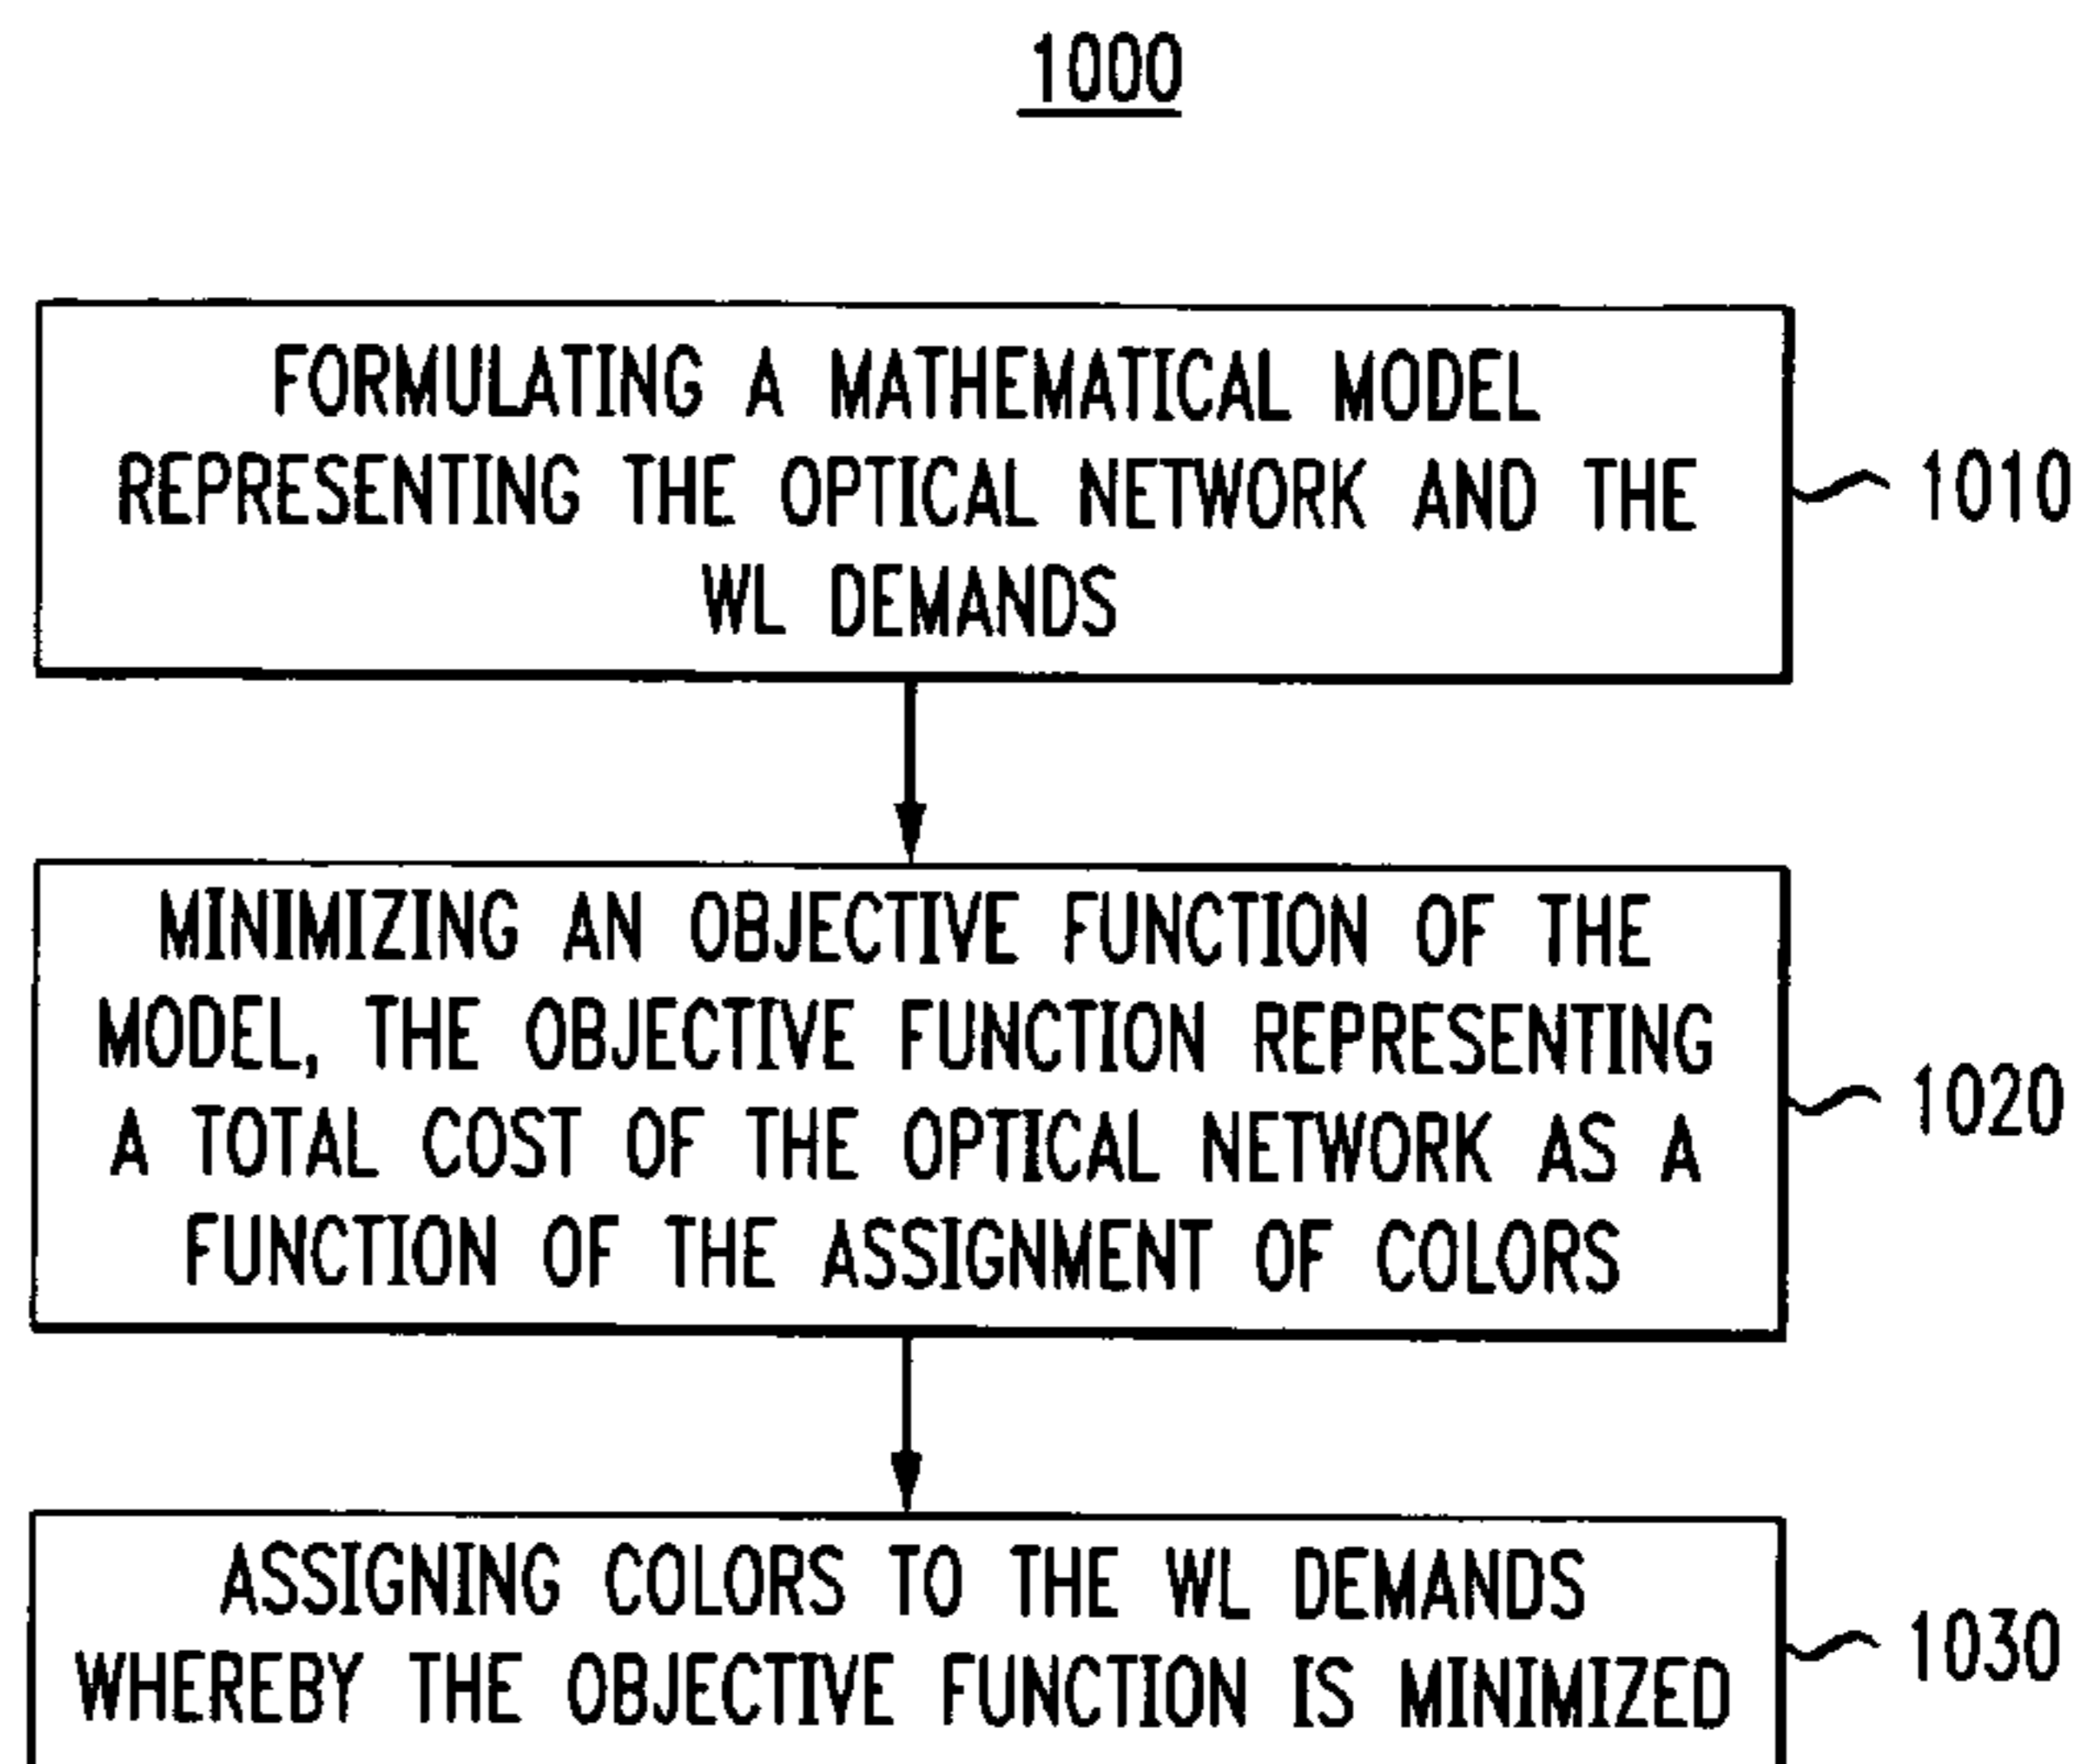 1000
FORMULATING A MATHEMATICAL MODEL
REPRESENTING THE OPTICAL NETWORK AND THE
WL DEMANDS
1010
MINIMIZING AN OBJECTIVE FUNCTION OF THE
MODEL, THE OBJECTIVE FUNCTION REPRESENTING
A TOTAL COST OF THE OPTICAL NETWORK AS A
FUNCTION OF THE ASSIGNMENT OF COLORS
1020
ASSIGNING COLORS TO THE WL DEMANDS
WHEREBY THE OBJECTIVE FUNCTION IS MINIMIZED
1030